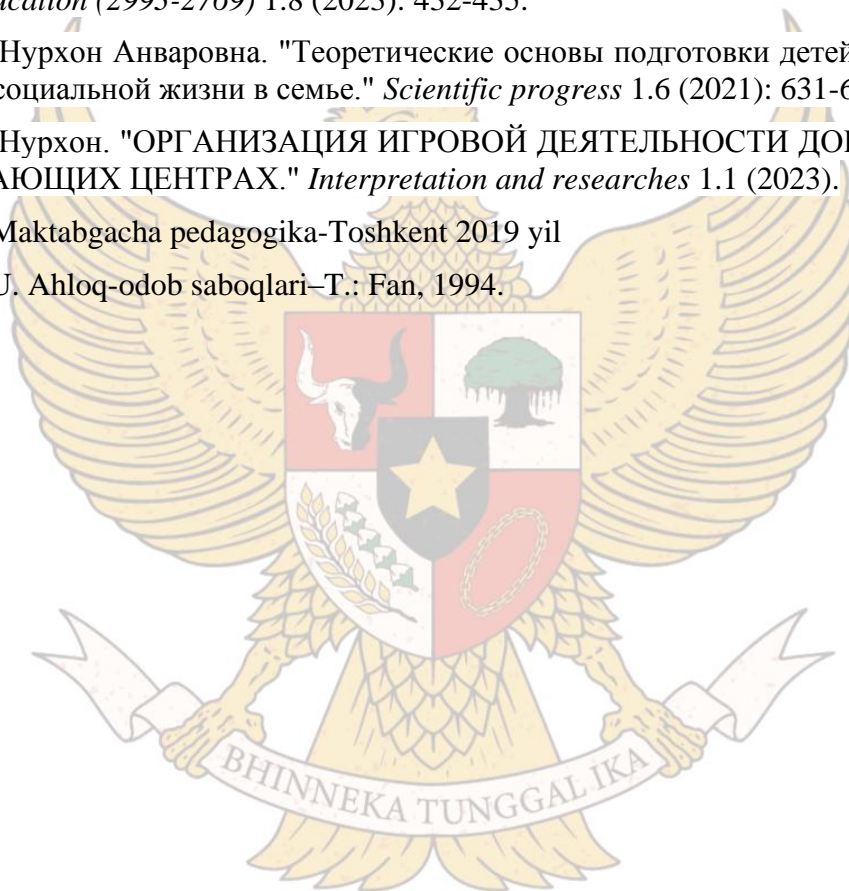 ucation (2995-2769) 1.8 (2023): 432-435.
Нурхон Анваровна. "Теоретические основы подготовки детей
социальной жизни в семье." Scientific progress 1.6 (2021): 631-6
Нурхон. "ОРГАНИЗАЦИЯ ИГРОВОЙ ДЕЯТЕЛЬНОСТИ ДО
АЮЩИХ ЦЕНТРАХ." Interpretation and researches 1.1 (2023).
Maktabgacha pedagogika-Toshkent 2019 yil
U. Ahloq-odob saboqlari–T.: Fan, 1994.
BHINNEKA TUNGGAL IKA